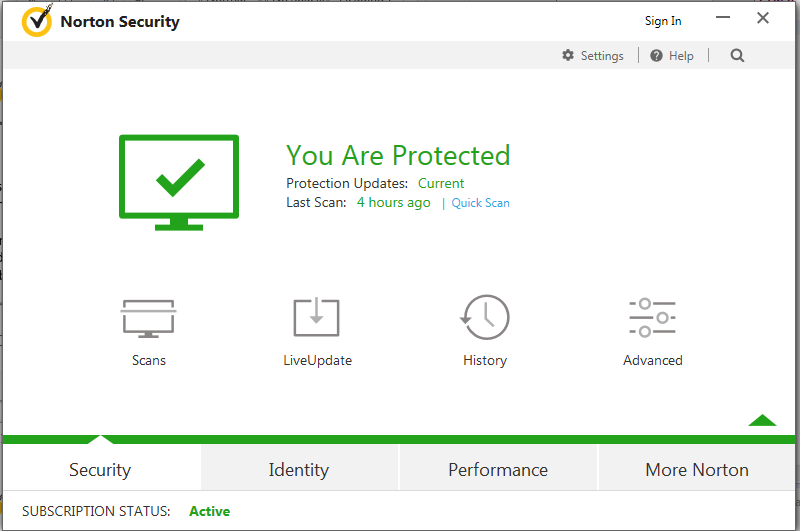 Norton Security
Sign In
Settings | Help |
You Are Protected
Protection Updates: Current
Last Scan: 4 hours ago | Quick Scan
Scans
LiveUpdate
History
Advanced
Security
Identity
Performance
More Norton
SUBSCRIPTION STATUS: Active